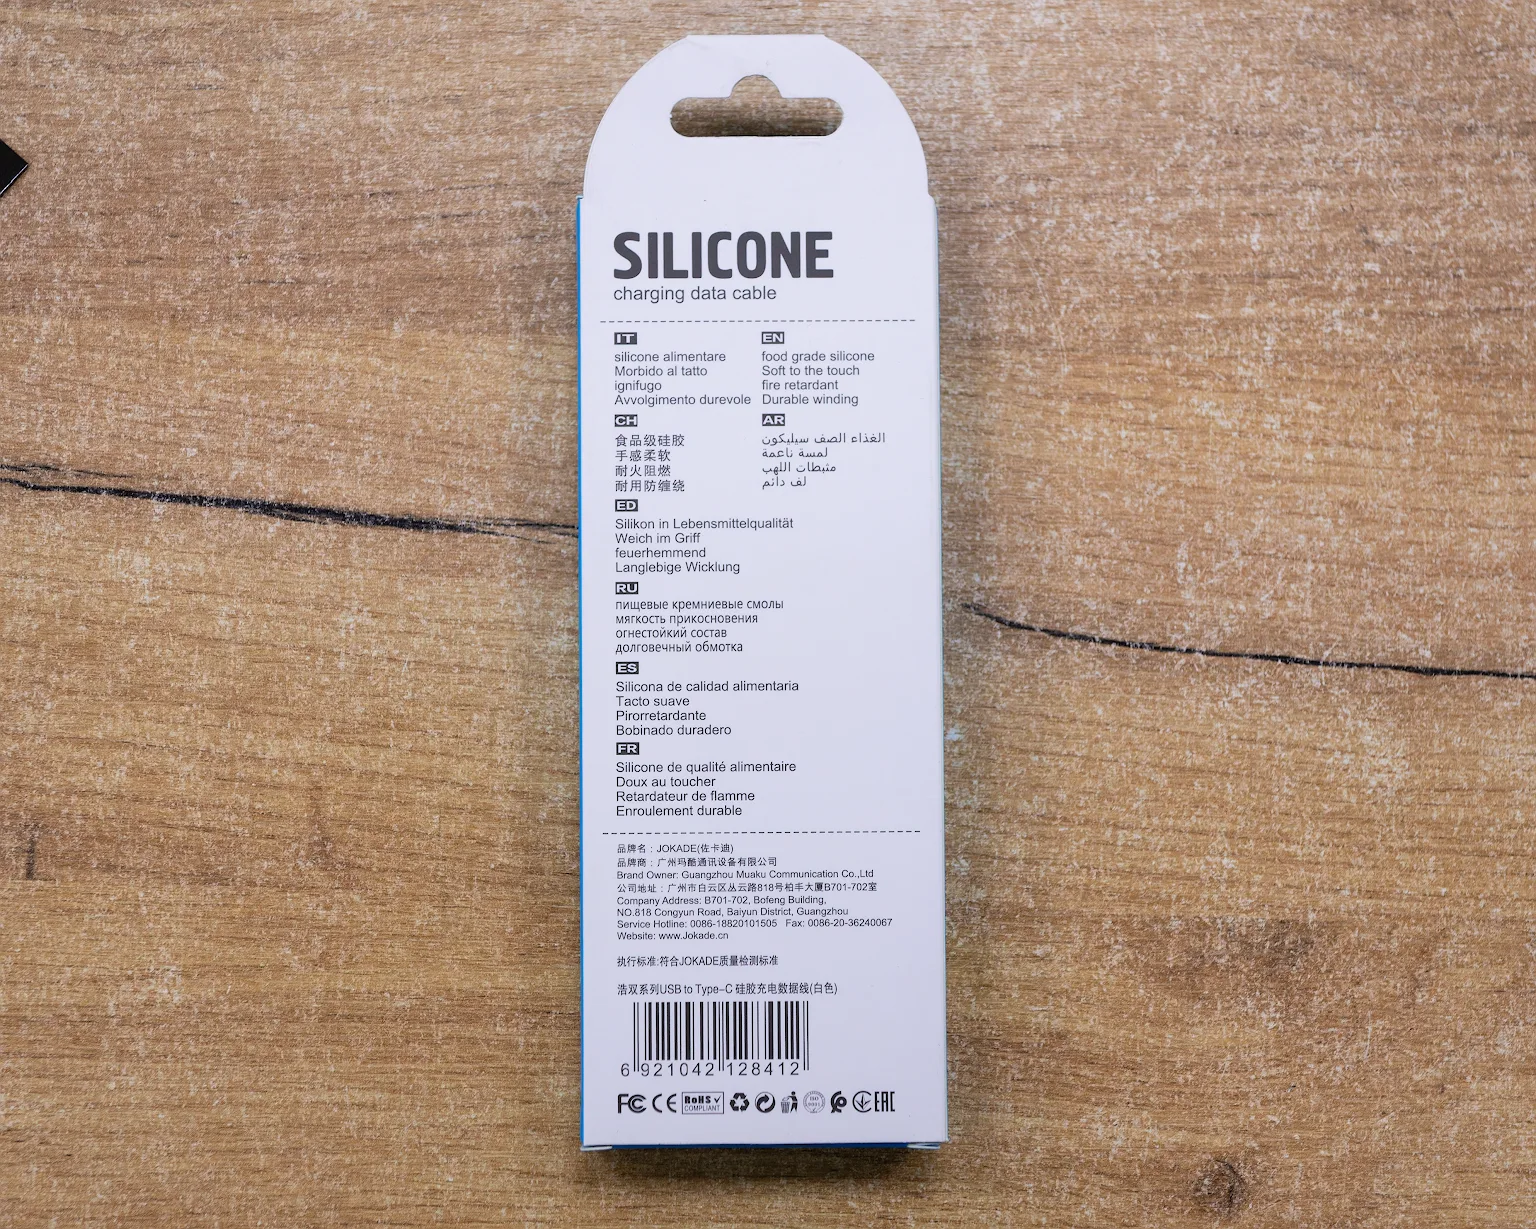 SILICONE
charging data cable
IT
silicone alimentare
Morbido al tatto
ignifugo
Avvolgimento durevole
EN
food grade silicone
Soft to the touch
fire retardant
Durable winding
CH
食品级硅胶
手感柔软
耐火阻燃
耐用防缠绕
AR
الغذاء الصف سيليكون
لمسة ناعمة
مثبطات اللهب
لف دائم
ED
Silikon in Lebensmittelqualität
Weich im Griff
feuerhemmend
Langlebige Wicklung
RU
пищевые кремниевые смолы
мягкость прикосновения
огнестойкий состав
долговечный обмотка
ES
Silicona de calidad alimentaria
Tacto suave
Pirorretardante
Bobinado duradero
FR
Silicone de qualité alimentaire
Doux au toucher
Retardateur de flamme
Enroulement durable
品牌名：JOKADE(佐卡迪)
品牌商：广州玛酷通讯设备有限公司
Brand Owner: Guangzhou Muaku Communication Co.,Ltd
公司地址：广州市白云区丛云路818号柏丰大厦B701-702室
Company Address: B701-702, Bofeng Building,
NO.818 Congyun Road, Baiyun District, Guangzhou
Service Hotline: 0086-18820101505 Fax: 0086-20-36240067
Website: www.Jokade.cn
执行标准:符合JOKADE质量检测标准
浩双系列USB to Type-C 硅胶充电数据线(白色)
6 921042 128412
FC CE RoHS COMPLIANT ISO EAC